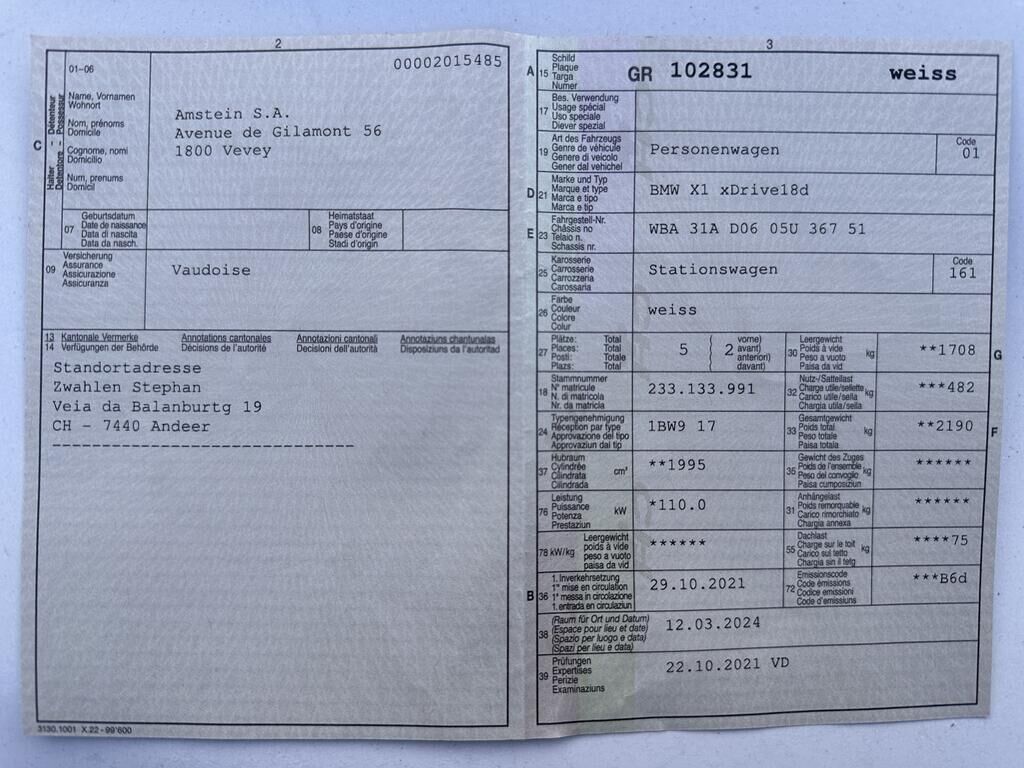 2
00002015485
01-06
C
Halter - Détenteur
Detentore - Possessur
Name, Vornamen
Wohnort
Nom, prénoms
Domicile
Cognome, nomi
Domicilio
Num, prenums
Domicil
Amstein S.A.
Avenue de Gilamont 56
1800 Vevey
07
Geburtsdatum
Date de naissance
Data di nascita
Data da nasch.
08
Heimatstaat
Pays d'origine
Paese d'origine
Stadi d'origin
09
Versicherung
Assurance
Assicurazione
Assicuranza
Vaudoise
13 Kantonale Vermerke Annotations cantonales Annotazioni cantonali Annotaziuns chantunalas
14 Verfügungen der Behörde Décisions de l'autorité Decisioni dell'autorità Disposiziuns da l'autoritad
Standortadresse
Zwahlen Stephan
Veia da Balanburtg 19
CH - 7440 Andeer
3130.1001 X.22 - 99'600
3
A 15
Schild
Plaque
Targa
Numer
GR 102831 weiss
17
Bes. Verwendung
Usage spécial
Uso speciale
Diever spezial
19
Art des Fahrzeugs
Genre de véhicule
Genere di veicolo
Gener dal vehichel
Personenwagen
Code
01
D 21
Marke und Typ
Marque et type
Marca e tipo
Marca e tip
BMW X1 xDrive18d
E 23
Fahrgestell-Nr.
Châssis no
Telaio n.
Schassis nr.
WBA 31A D06 05U 367 51
25
Karosserie
Carrosserie
Carrozzeria
Carossaria
Stationswagen
Code
161
26
Farbe
Couleur
Colore
Colur
weiss
27
Plätze: Total
Places: Total
Posti: Totale
Plazs: Total
5 2
vorne)
avant)
anteriori)
davant)
30
Leergewicht
Poids à vide
Peso a vuoto
Paisa da vid
kg
**1708
G
18
Stammnummer
N° matricule
N. di matricola
Nr. da matricla
233.133.991
32
Nutz-/Sattellast
Charge utile/sellette
Carico utile/sella
Chargia utila/sella
kg
***482
24
Typengenehmigung
Réception par type
Approvazione del tipo
Approvaziun dal tip
1BW9 17
33
Gesamtgewicht
Poids total
Peso totale
Paisa totala
kg
**2190
F
37
Hubraum
Cylindrée
Cilindrata
Cilindrada
cm³
**1995
35
Gewicht des Zuges
Poids de l'ensemble
Peso del convoglio
Paisa cumposiziun
kg
******
76
Leistung
Puissance
Potenza
Prestaziun
kW
*110.0
31
Anhängelast
Poids remorquable
Carico rimorchiato
Chargia annexa
kg
******
78 kW/kg
Leergewicht
poids à vide
peso a vuoto
paisa da vid
******
55
Dachlast
Charge sur le toit
Carico sul tetto
Chargia sin il tetg
kg
****75
B 36
1. Inverkehrsetzung
1re mise en circulation
1a messa in circolazione
1. entrada en circulaziun
29.10.2021
72
Emissionscode
Code émissions
Codice emissioni
Code d'emissiuns
***B6d
38
(Raum für Ort und Datum)
(Espace pour lieu et date)
(Spazio per luogo e data)
(Spazi per lieu e data)
12.03.2024
39
Prüfungen
Expertises
Perizie
Examinaziuns
22.10.2021 VD